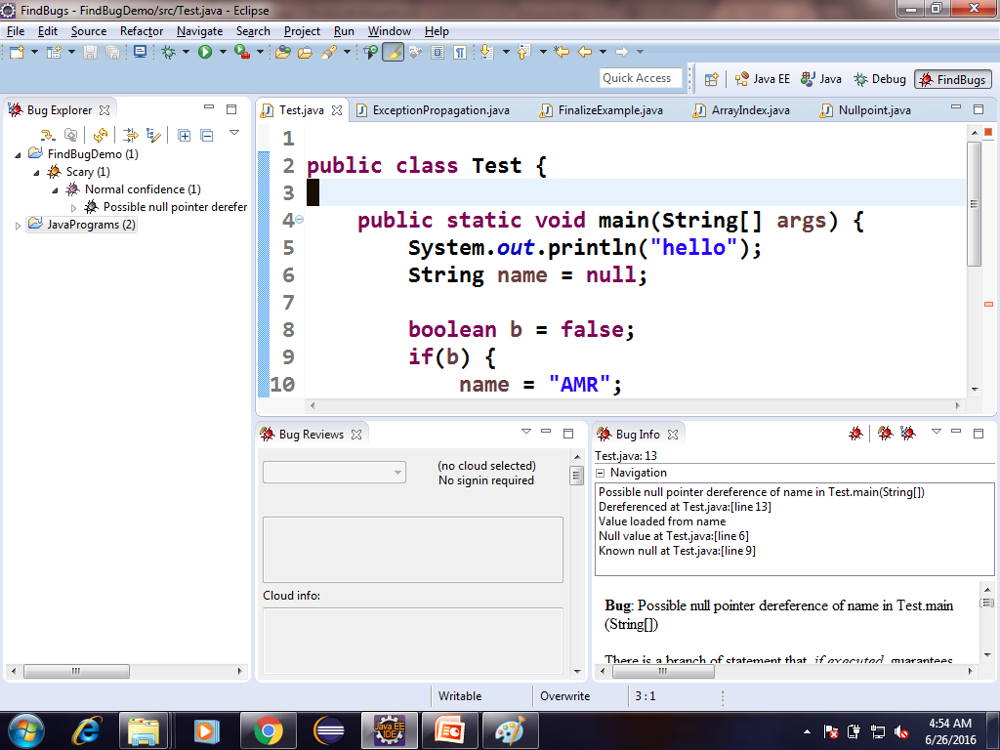 FindBugs - FindBugDemo/src/Test.java - Eclipse
File Edit Source Refactor Navigate Search Project Run Window Help
Quick Access
Java EE
Java
Debug
FindBugs
Bug Explorer
FindBugDemo (1)
Scary (1)
Normal confidence (1)
Possible null pointer derefer
JavaPrograms (2)
Test.java
ExceptionPropagation.java
FinalizeExample.java
ArrayIndex.java
Nullpoint.java
1
2 public class Test {
3
4 public static void main(String[] args) {
5 System.out.println("hello");
6 String name = null;
7
8 boolean b = false;
9 if(b) {
10 name = "AMR";
Bug Reviews
(no cloud selected)
No signin required
Cloud info:
Bug Info
Test.java: 13
Navigation
Possible null pointer dereference of name in Test.main(String[])
Dereferenced at Test.java:[line 13]
Value loaded from name
Null value at Test.java:[line 6]
Known null at Test.java:[line 9]
Bug: Possible null pointer dereference of name in Test.main
(String[])
There is a branch of statement that, if executed, guarantees
Writable
Overwrite
3 : 1
Java EE
IDE
4:54 AM
6/26/2016